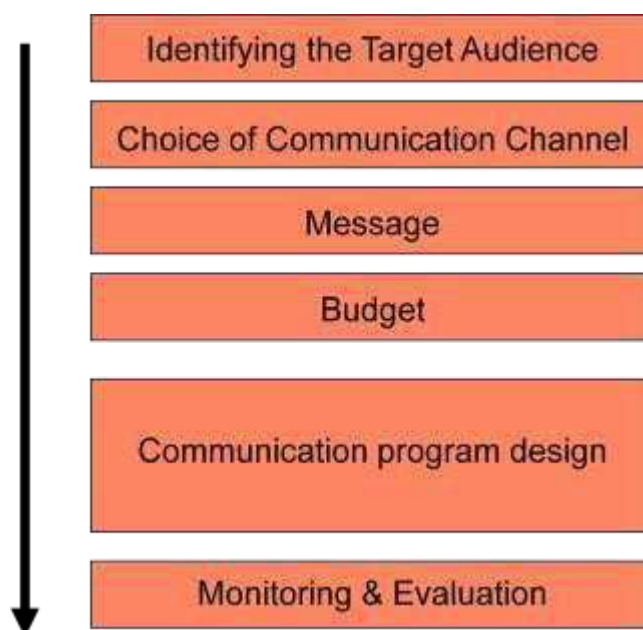 Identifying the Target Audience
Choice of Communication Channel
Message
Budget
Communication program design
Monitoring & Evaluation